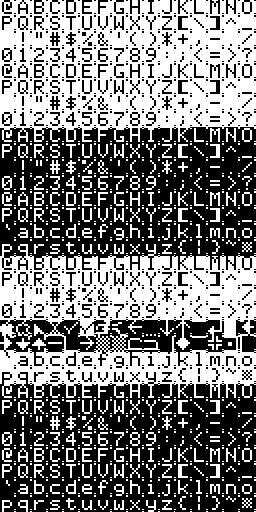 @ABCDEFGHIJKLMNO
PQRSTUVWXYZ[\]^_
!"#$%&'()*+,-./
0123456789:;<=>?
@ABCDEFGHIJKLMNO
PQRSTUVWXYZ[\]^_
!"#$%&'()*+,-./
0123456789:;<=>?
@ABCDEFGHIJKLMNO
PQRSTUVWXYZ[\]^_
!"#$%&'()*+,-./
0123456789:;<=>?
@ABCDEFGHIJKLMNO
PQRSTUVWXYZ[\]^_
`abcdefghijklmno
pqrstuvwxyz{|}~▒
@ABCDEFGHIJKLMNO
PQRSTUVWXYZ[\]^_
!"#$%&'()*+,-./
0123456789:;<=>?
`abcdefghijklmno
pqrstuvwxyz{|}~▒
@ABCDEFGHIJKLMNO
PQRSTUVWXYZ[\]^_
!"#$%&'()*+,-./
0123456789:;<=>?
@ABCDEFGHIJKLMNO
PQRSTUVWXYZ[\]^_
`abcdefghijklmno
pqrstuvwxyz{|}~▒